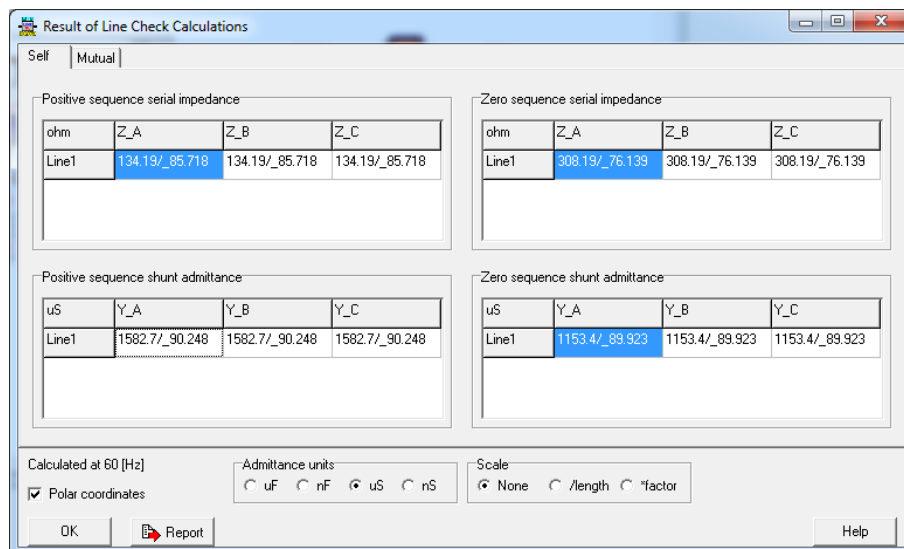 Result of Line Check Calculations
Self Mutual
Positive sequence serial impedance
ohm Z_A Z_B Z_C
Line1 134.19/_85.718 134.19/_85.718 134.19/_85.718
Zero sequence serial impedance
ohm Z_A Z_B Z_C
Line1 308.19/_76.139 308.19/_76.139 308.19/_76.139
Positive sequence shunt admittance
uS Y_A Y_B Y_C
Line1 1582.7/_90.248 1582.7/_90.248 1582.7/_90.248
Zero sequence shunt admittance
uS Y_A Y_B Y_C
Line1 1153.4/_89.923 1153.4/_89.923 1153.4/_89.923
Calculated at 60 [Hz]
Polar coordinates
Admittance units
uF nF uS nS
Scale
None /length *factor
OK Report Help